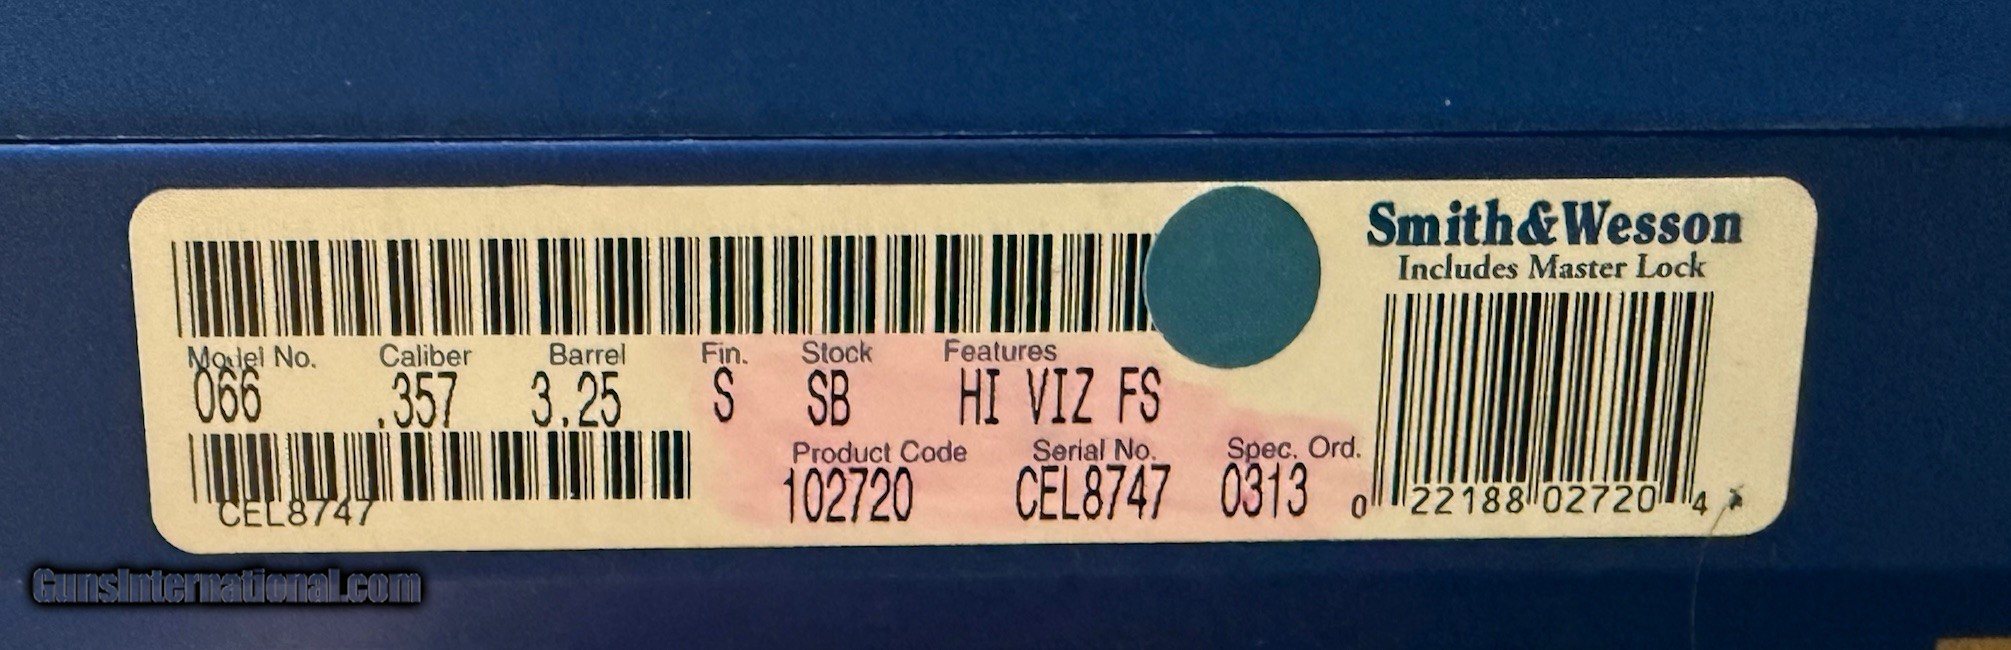 Smith&Wesson
Includes Master Lock
Model No. Caliber Barrel Fin. Stock Features
066 .357 3.25 S SB HI VIZ FS
Product Code Serial No. Spec. Ord.
102720 CEL8747 0313
CEL8747
0 22188 02720 4
GunsInternational.com